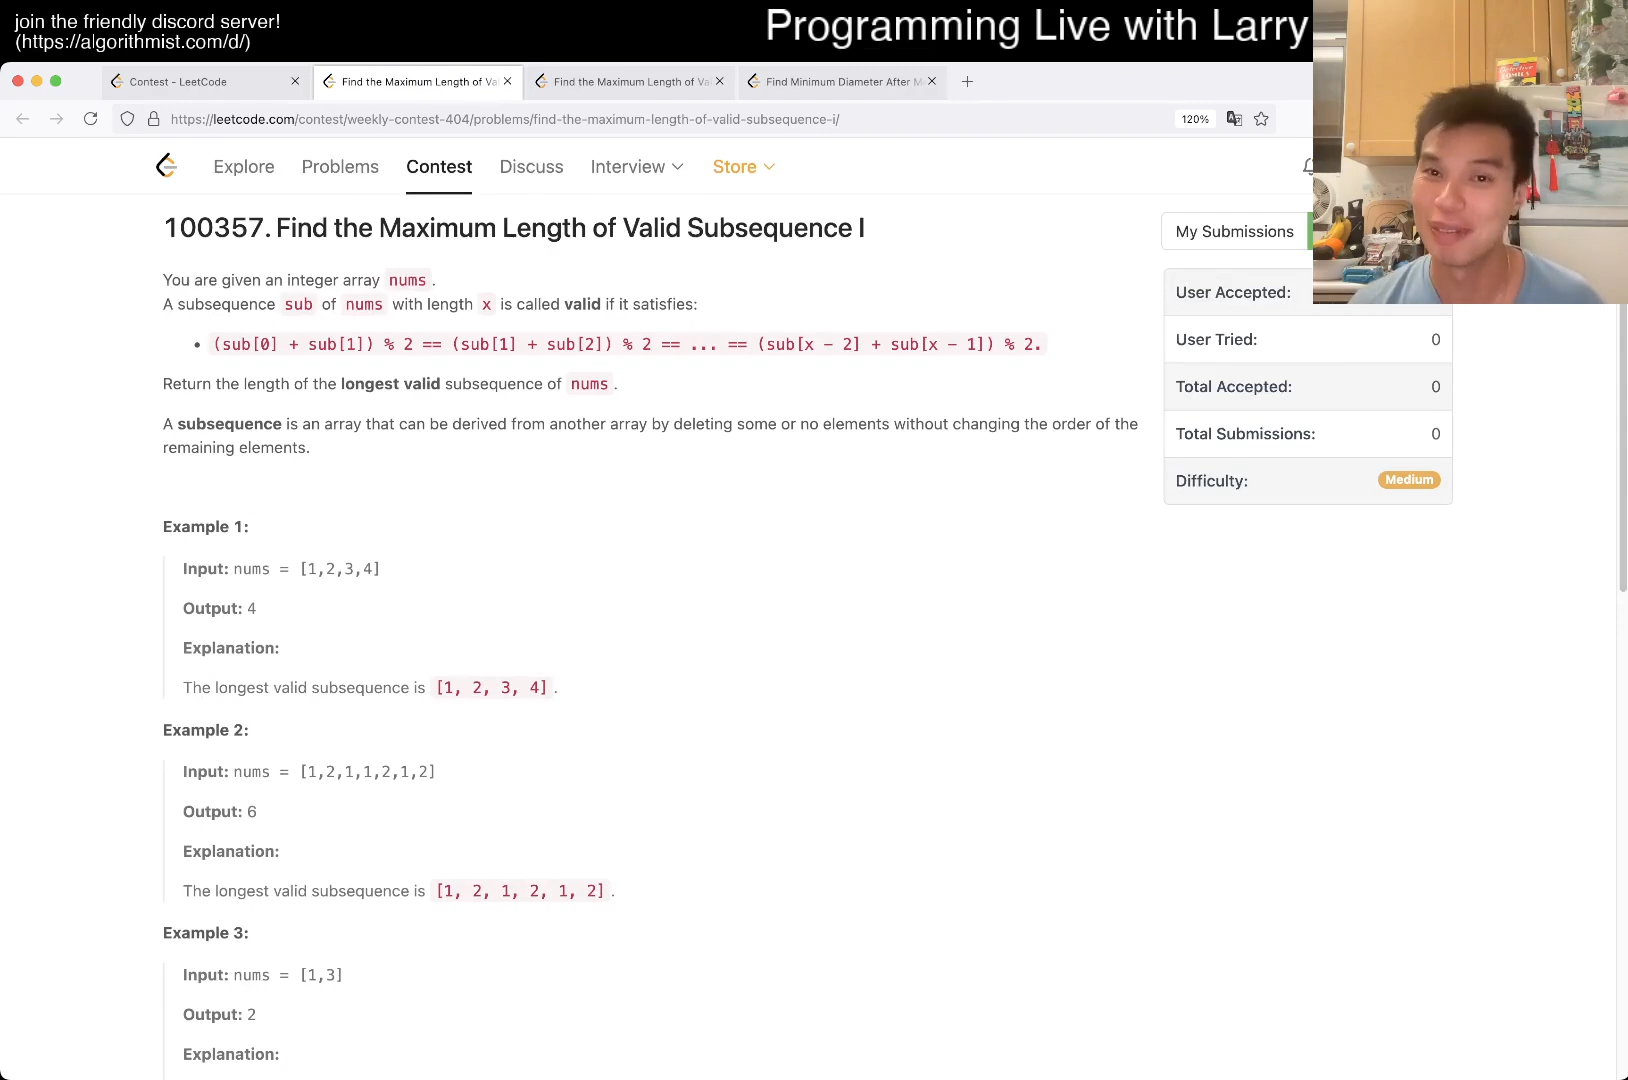 join the friendly discord server!
(https://algorithmist.com/d/)
Programming Live with Larry
Contest - LeetCode
Find the Maximum Length of Va
Find the Maximum Length of Va
Find Minimum Diameter After M
https://leetcode.com/contest/weekly-contest-404/problems/find-the-maximum-length-of-valid-subsequence-i/
120%
Explore
Problems
Contest
Discuss
Interview
Store
100357. Find the Maximum Length of Valid Subsequence I
My Submissions
You are given an integer array nums.
A subsequence sub of nums with length x is called valid if it satisfies:
• (sub[0] + sub[1]) % 2 == (sub[1] + sub[2]) % 2 == ... == (sub[x - 2] + sub[x - 1]) % 2.
Return the length of the longest valid subsequence of nums.
A subsequence is an array that can be derived from another array by deleting some or no elements without changing the order of the
remaining elements.
User Accepted:
User Tried: 0
Total Accepted: 0
Total Submissions: 0
Difficulty: Medium
Example 1:
Input: nums = [1,2,3,4]
Output: 4
Explanation:
The longest valid subsequence is [1, 2, 3, 4].
Example 2:
Input: nums = [1,2,1,1,2,1,2]
Output: 6
Explanation:
The longest valid subsequence is [1, 2, 1, 2, 1, 2].
Example 3:
Input: nums = [1,3]
Output: 2
Explanation: